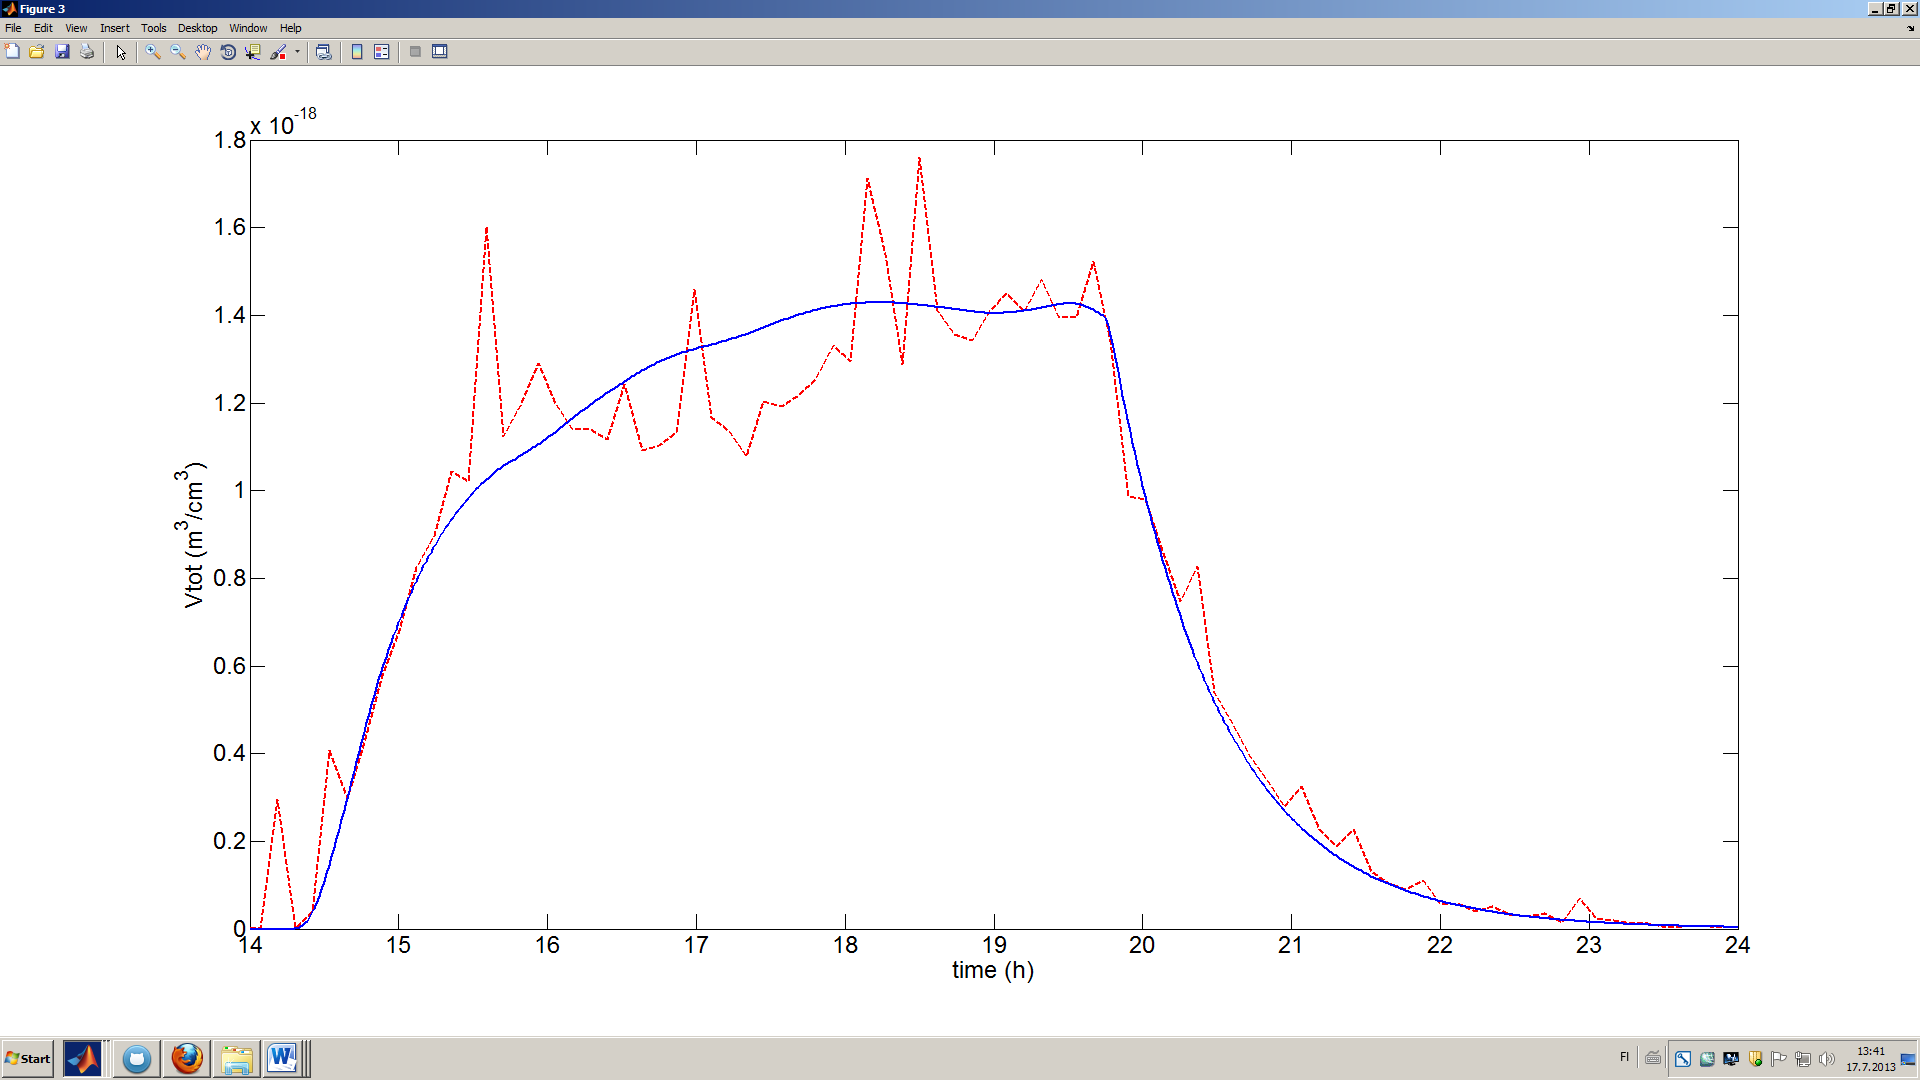 Figure 3
File Edit View Insert Tools Desktop Window Help
x 10-18
1.8
1.6
1.4
1.2
1
0.8
0.6
0.4
0.2
0
Vtot (m3/cm3)
14 15 16 17 18 19 20 21 22 23 24
time (h)
Start
FI
13:41
17.7.2013